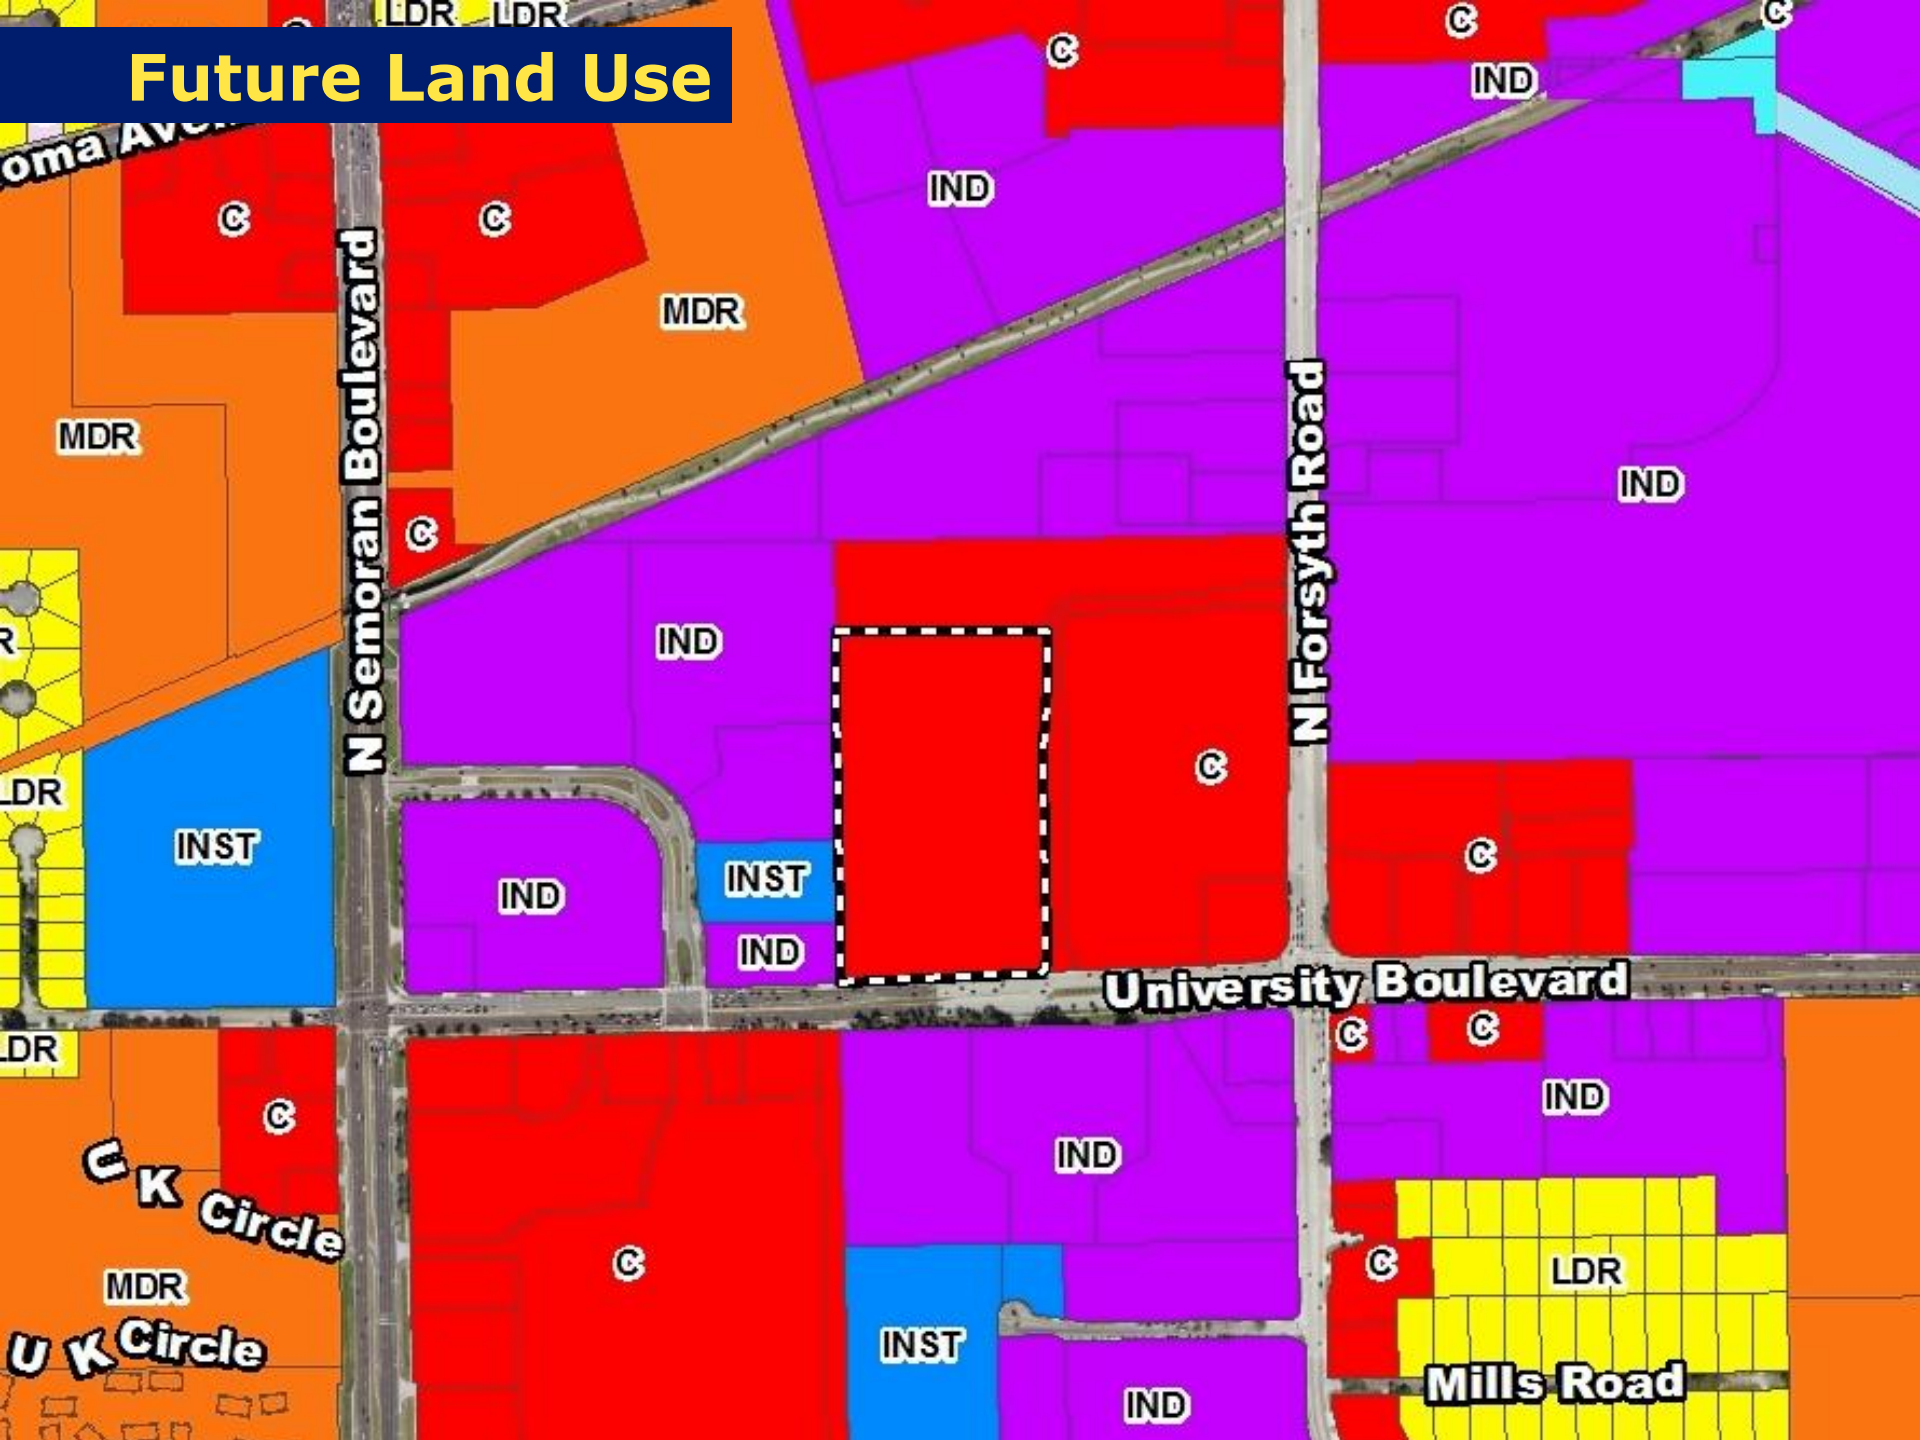 LDR
LDR
C
Future Land Use
C
C
C
IND
IND
C
C
MDR
N Semoran Boulevard
MDR
N Forsyth Road
IND
C
IND
C
LDR
INST
INST
IND
IND
C
University Boulevard
C
C
LDR
IND
C
IND
U K Circle
C
C
LDR
MDR
U K Circle
INST
Mills Road
IND